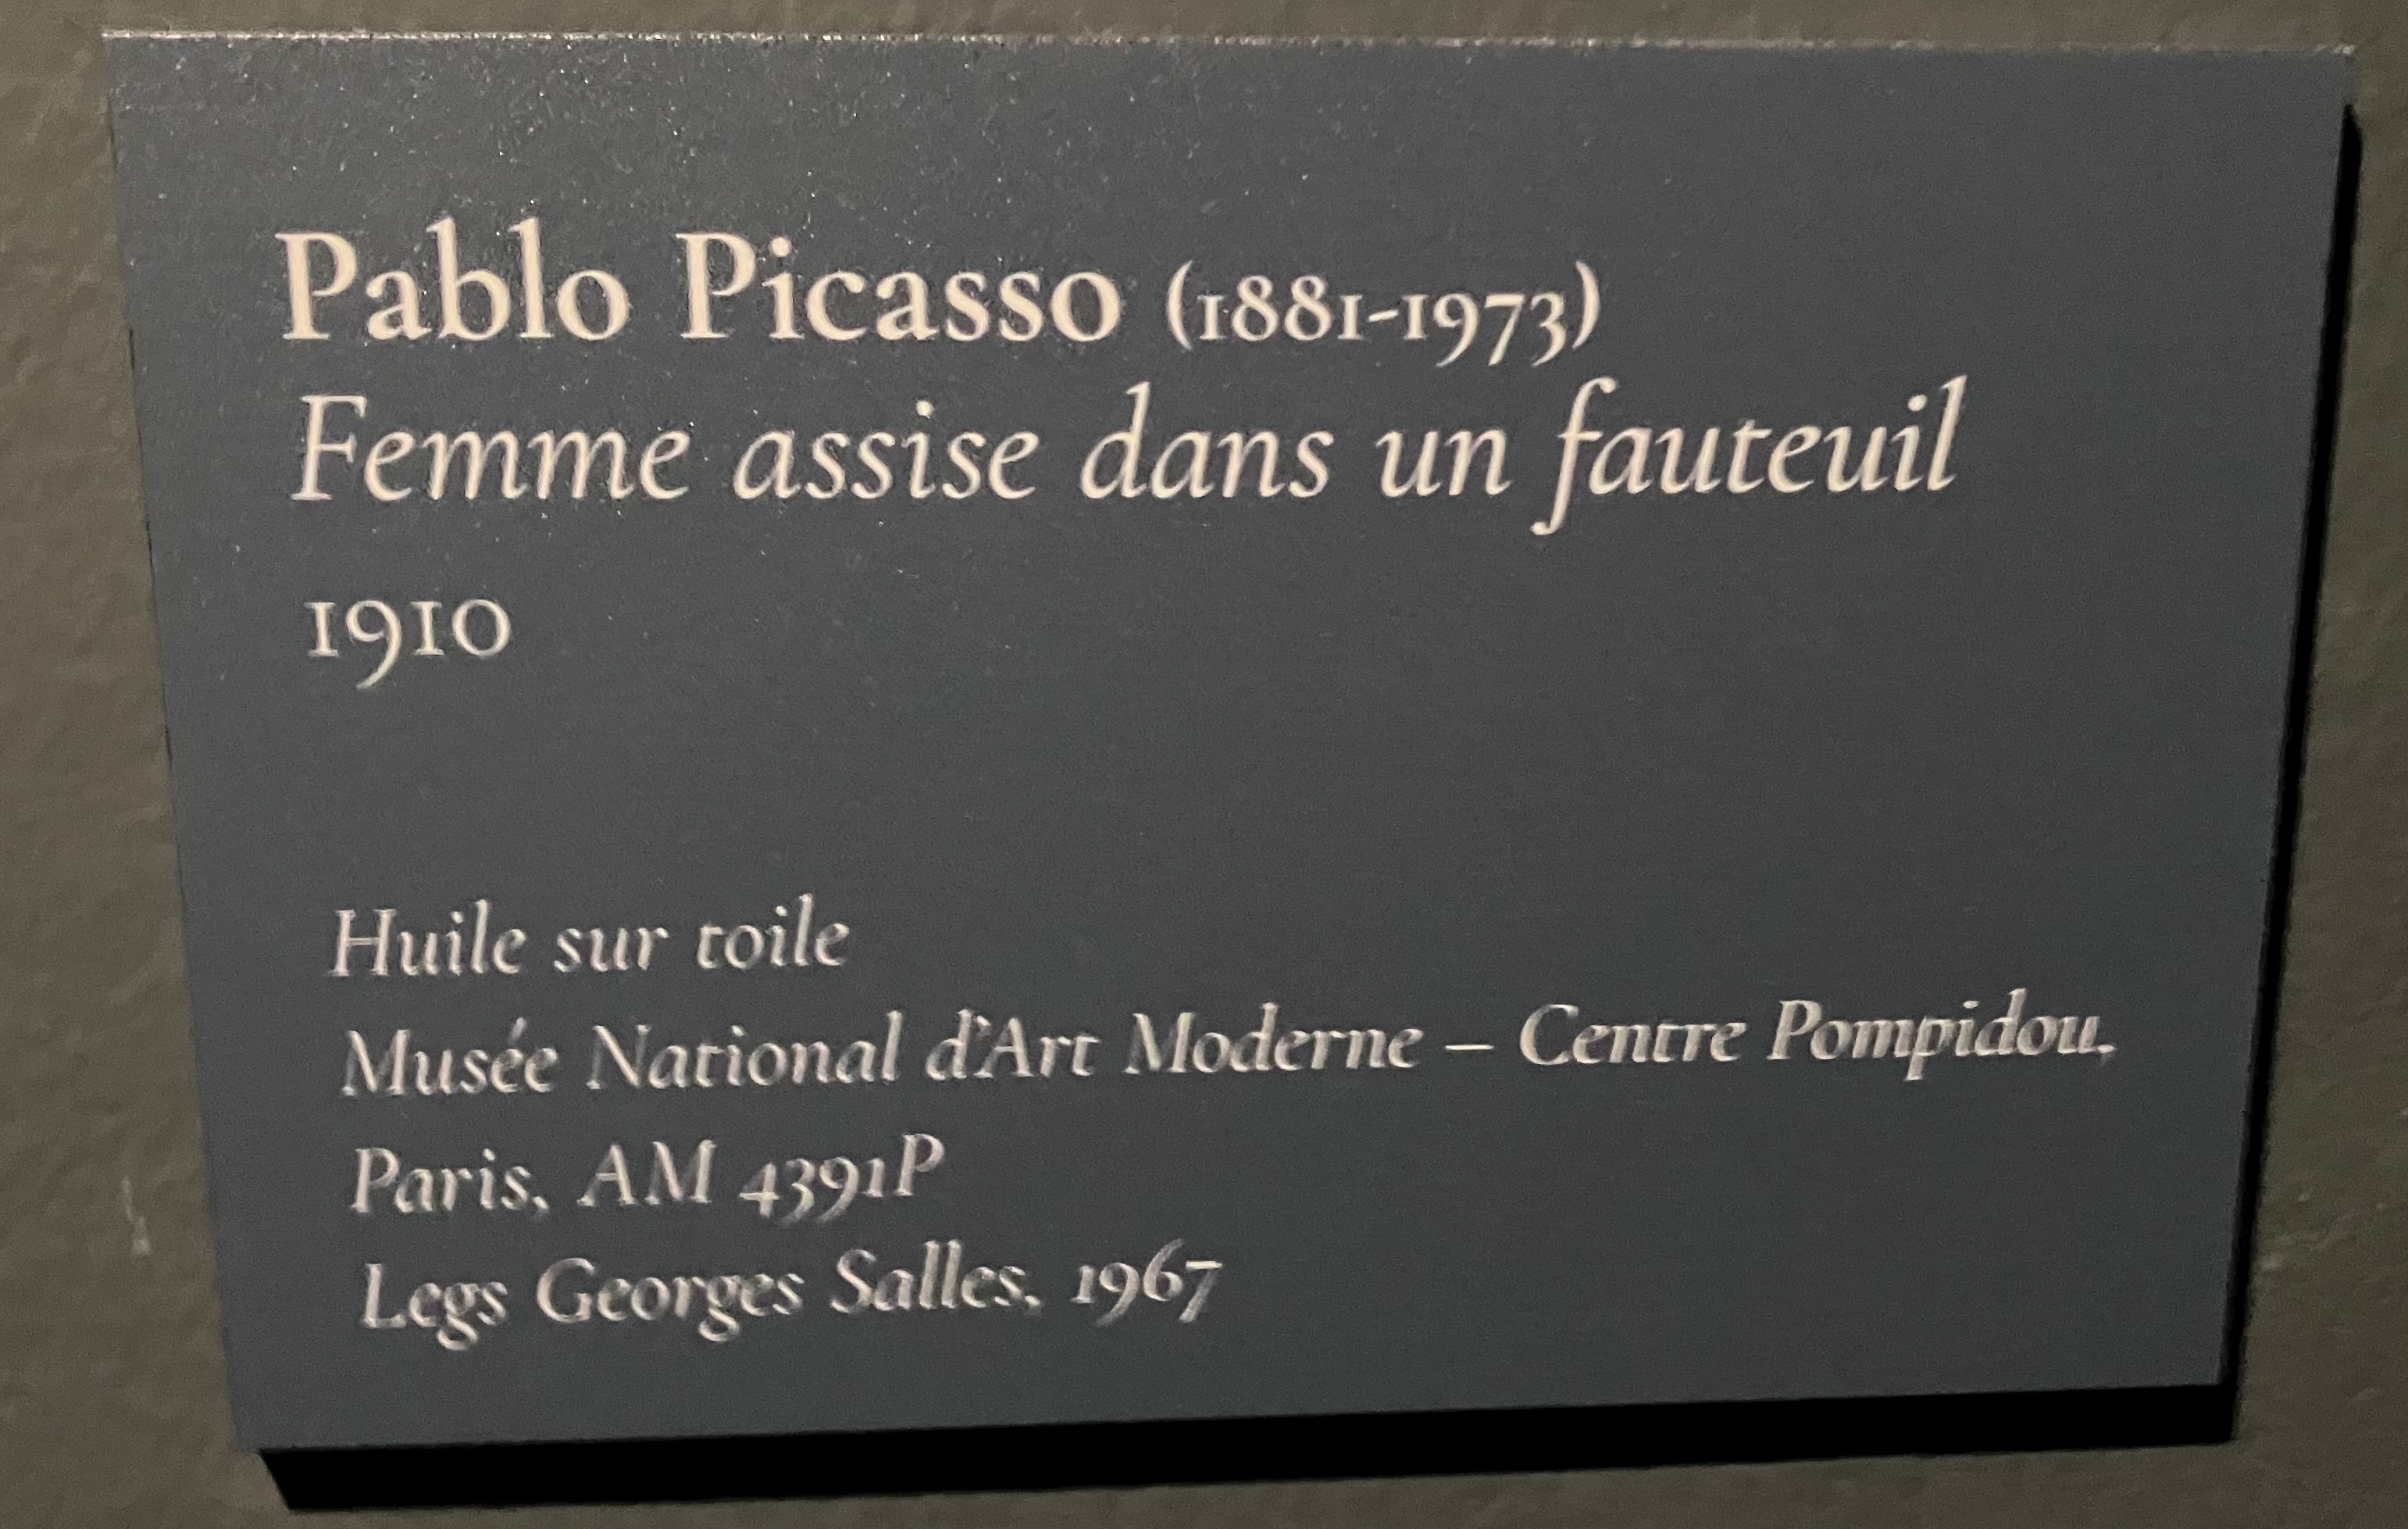 Pablo Picasso (1881-1973)
Femme assise dans un fauteuil
1910
Huile sur toile
Musée National d'Art Moderne – Centre Pompidou,
Paris, AM 4391P
Legs Georges Salles, 1967